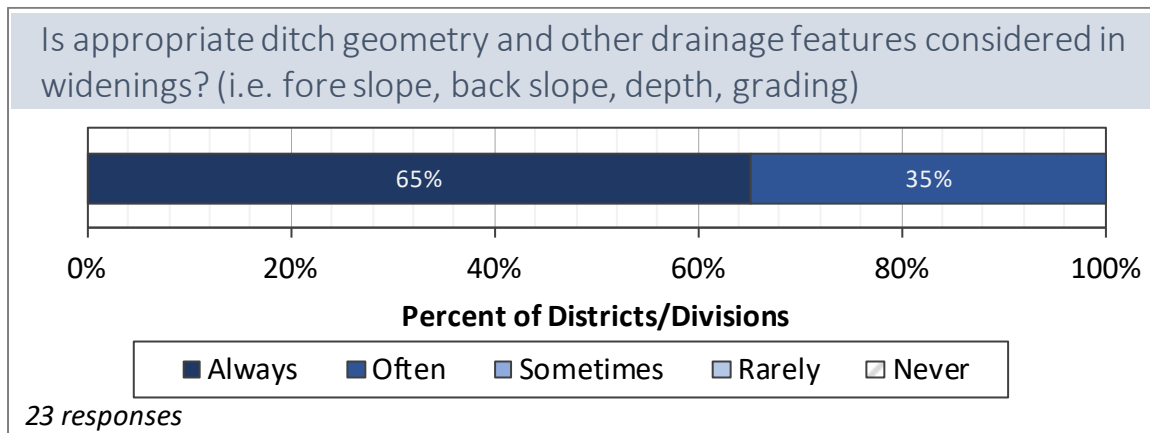 Is appropriate ditch geometry and other drainage features considered in
widenings? (i.e. fore slope, back slope, depth, grading)
65% 35%
0% 20% 40% 60% 80% 100%
Percent of Districts/Divisions
Always Often Sometimes Rarely Never
23 responses